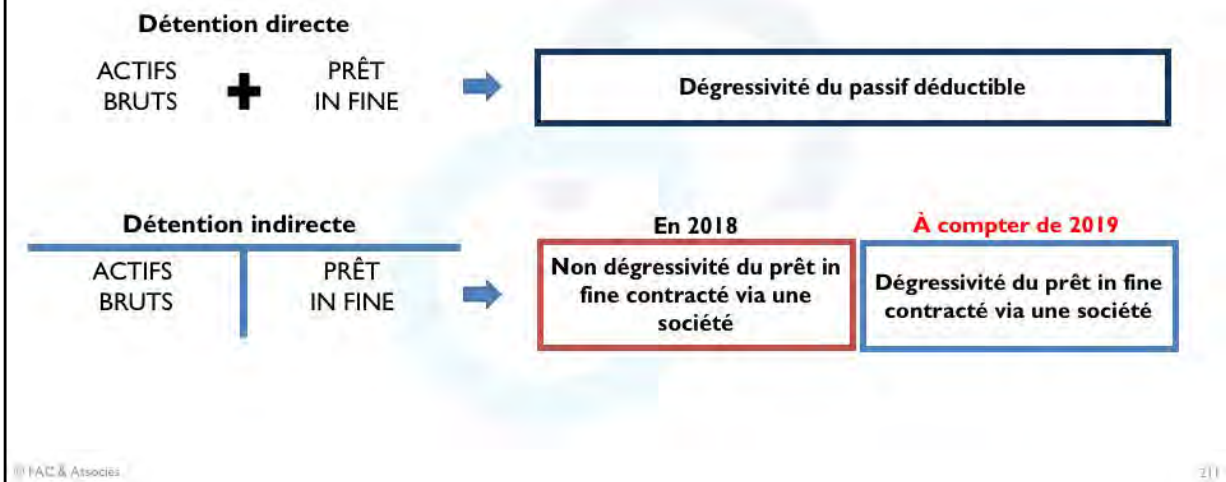 Détention directe
ACTIFS BRUTS
PRÊT IN FINE
Dégressivité du passif déductible
Détention indirecte
ACTIFS BRUTS
PRÊT IN FINE
En 2018
Non dégressivité du prêt in
fine contracté via une
société
À compter de 2019
Dégressivité du prêt in fine
contracté via une société
© FAC & Associés
211